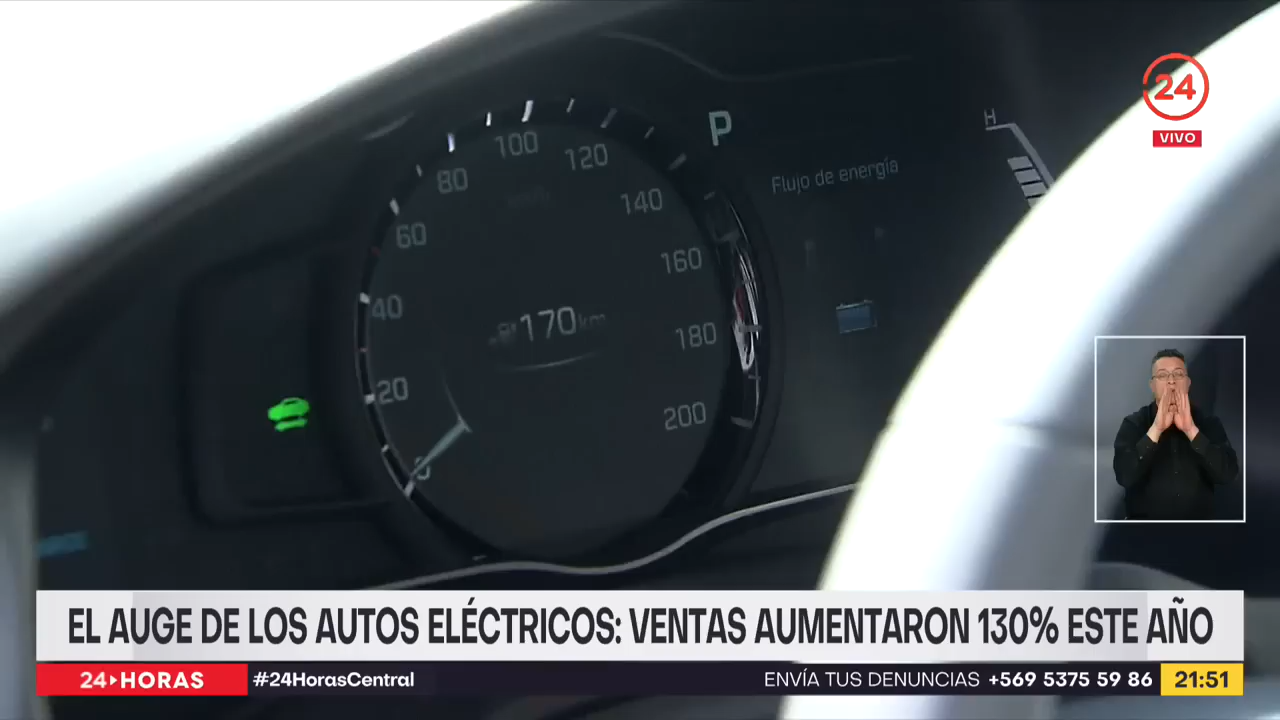 24
VIVO
P
H
Flujo de energía
100
120
80
140
60
160
40
170 km
180
20
200
0
EL AUGE DE LOS AUTOS ELÉCTRICOS: VENTAS AUMENTARON 130% ESTE AÑO
24 HORAS
#24HorasCentral
ENVÍA TUS DENUNCIAS +569 5375 59 86
21:51